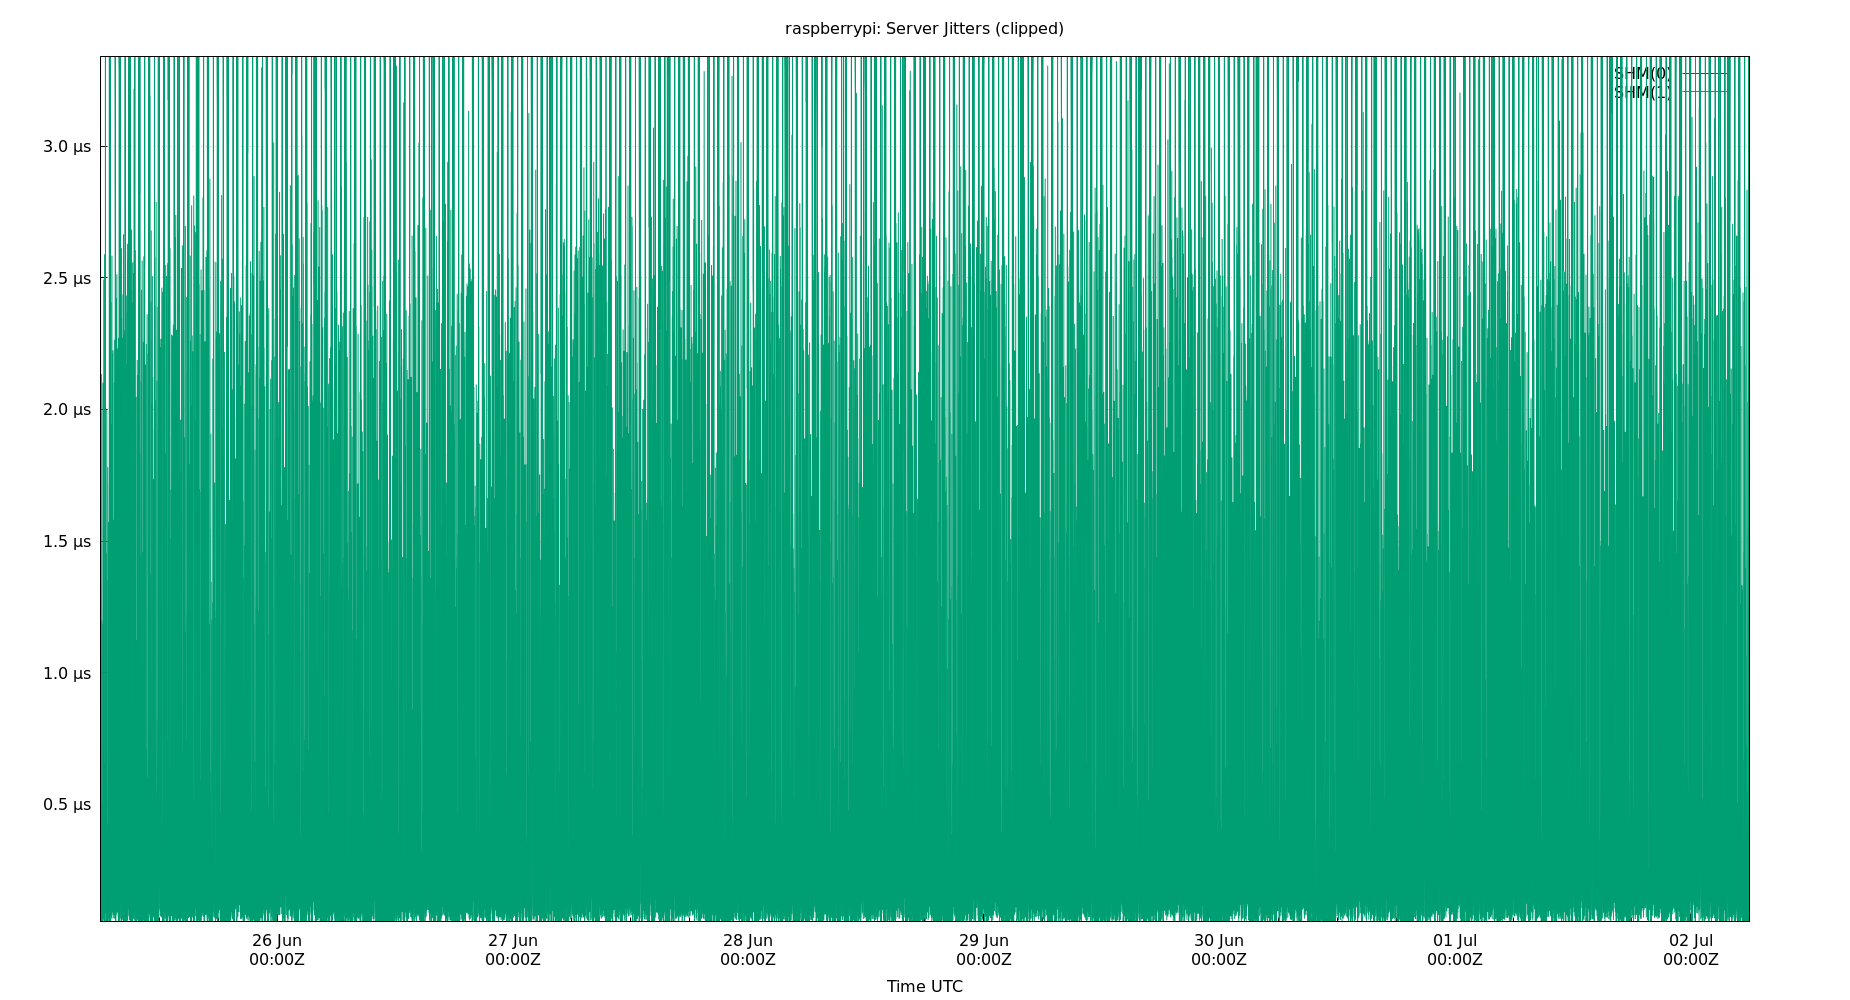 raspberrypi: Server Jitters (clipped)
SHM(0)
SHM(1)
3.0 µs
2.5 µs
2.0 µs
1.5 µs
1.0 µs
0.5 µs
26 Jun 27 Jun 28 Jun 29 Jun 30 Jun 01 Jul 02 Jul
00:00Z 00:00Z 00:00Z 00:00Z 00:00Z 00:00Z 00:00Z
Time UTC